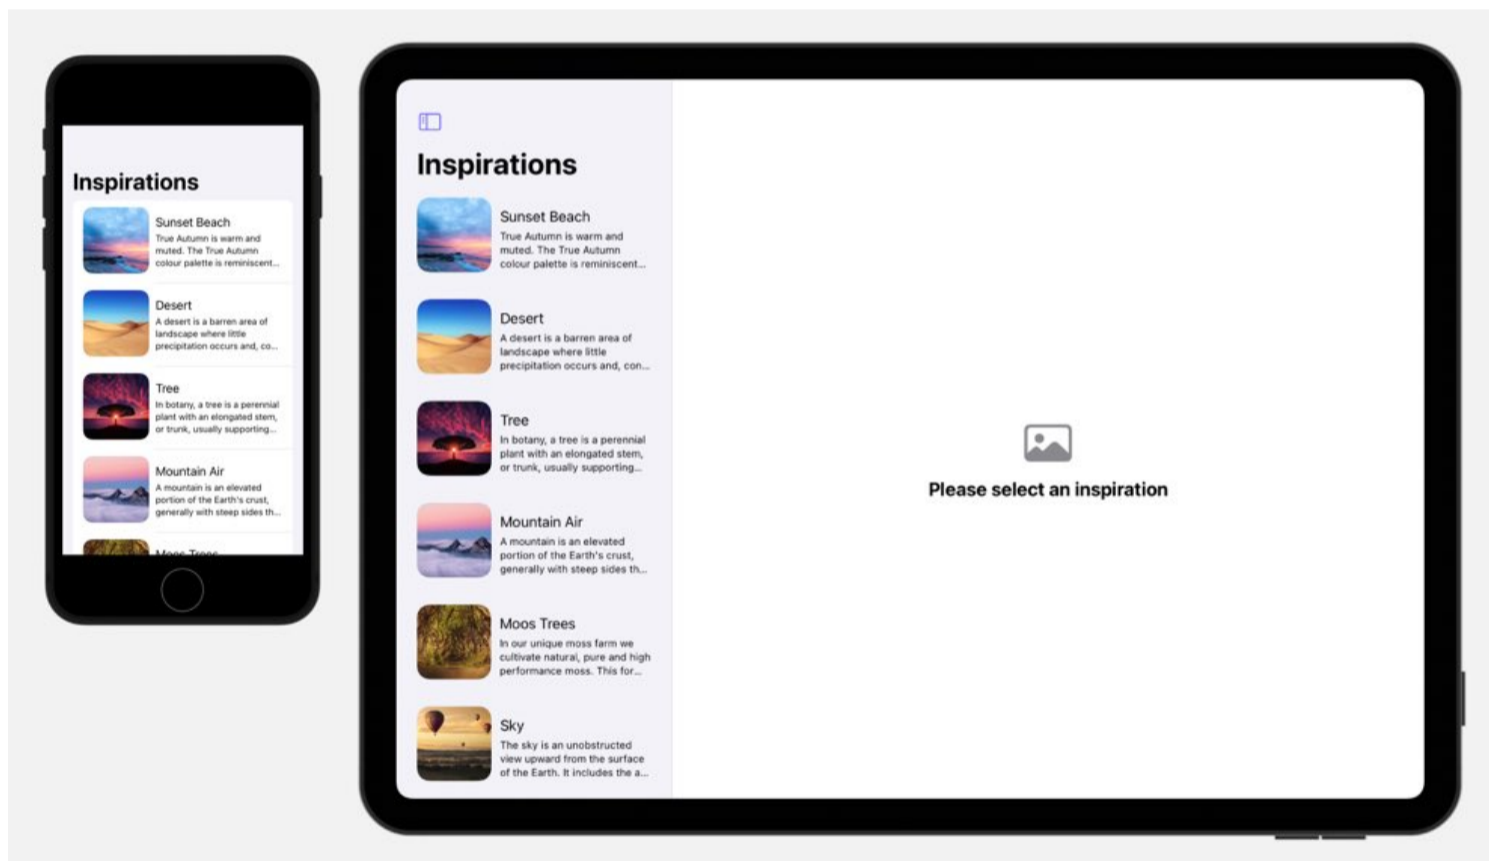 Inspirations
Sunset Beach
True Autumn is warm and
muted. The True Autumn
colour palette is reminiscent...
Desert
A desert is a barren area of
landscape where little
precipitation occurs and, co...
Tree
In botany, a tree is a perennial
plant with an elongated stem,
or trunk, usually supporting...
Mountain Air
A mountain is an elevated
portion of the Earth's crust,
generally with steep sides th...
Moos Trees
Inspirations
Sunset Beach
True Autumn is warm and
muted. The True Autumn
colour palette is reminiscent...
Desert
A desert is a barren area of
landscape where little
precipitation occurs and, con...
Tree
In botany, a tree is a perennial
plant with an elongated stem,
or trunk, usually supporting...
Mountain Air
A mountain is an elevated
portion of the Earth's crust,
generally with steep sides th...
Moos Trees
In our unique moss farm we
cultivate natural, pure and high
performance moss. This for...
Sky
The sky is an unobstructed
view upward from the surface
of the Earth. It includes the a...
Please select an inspiration